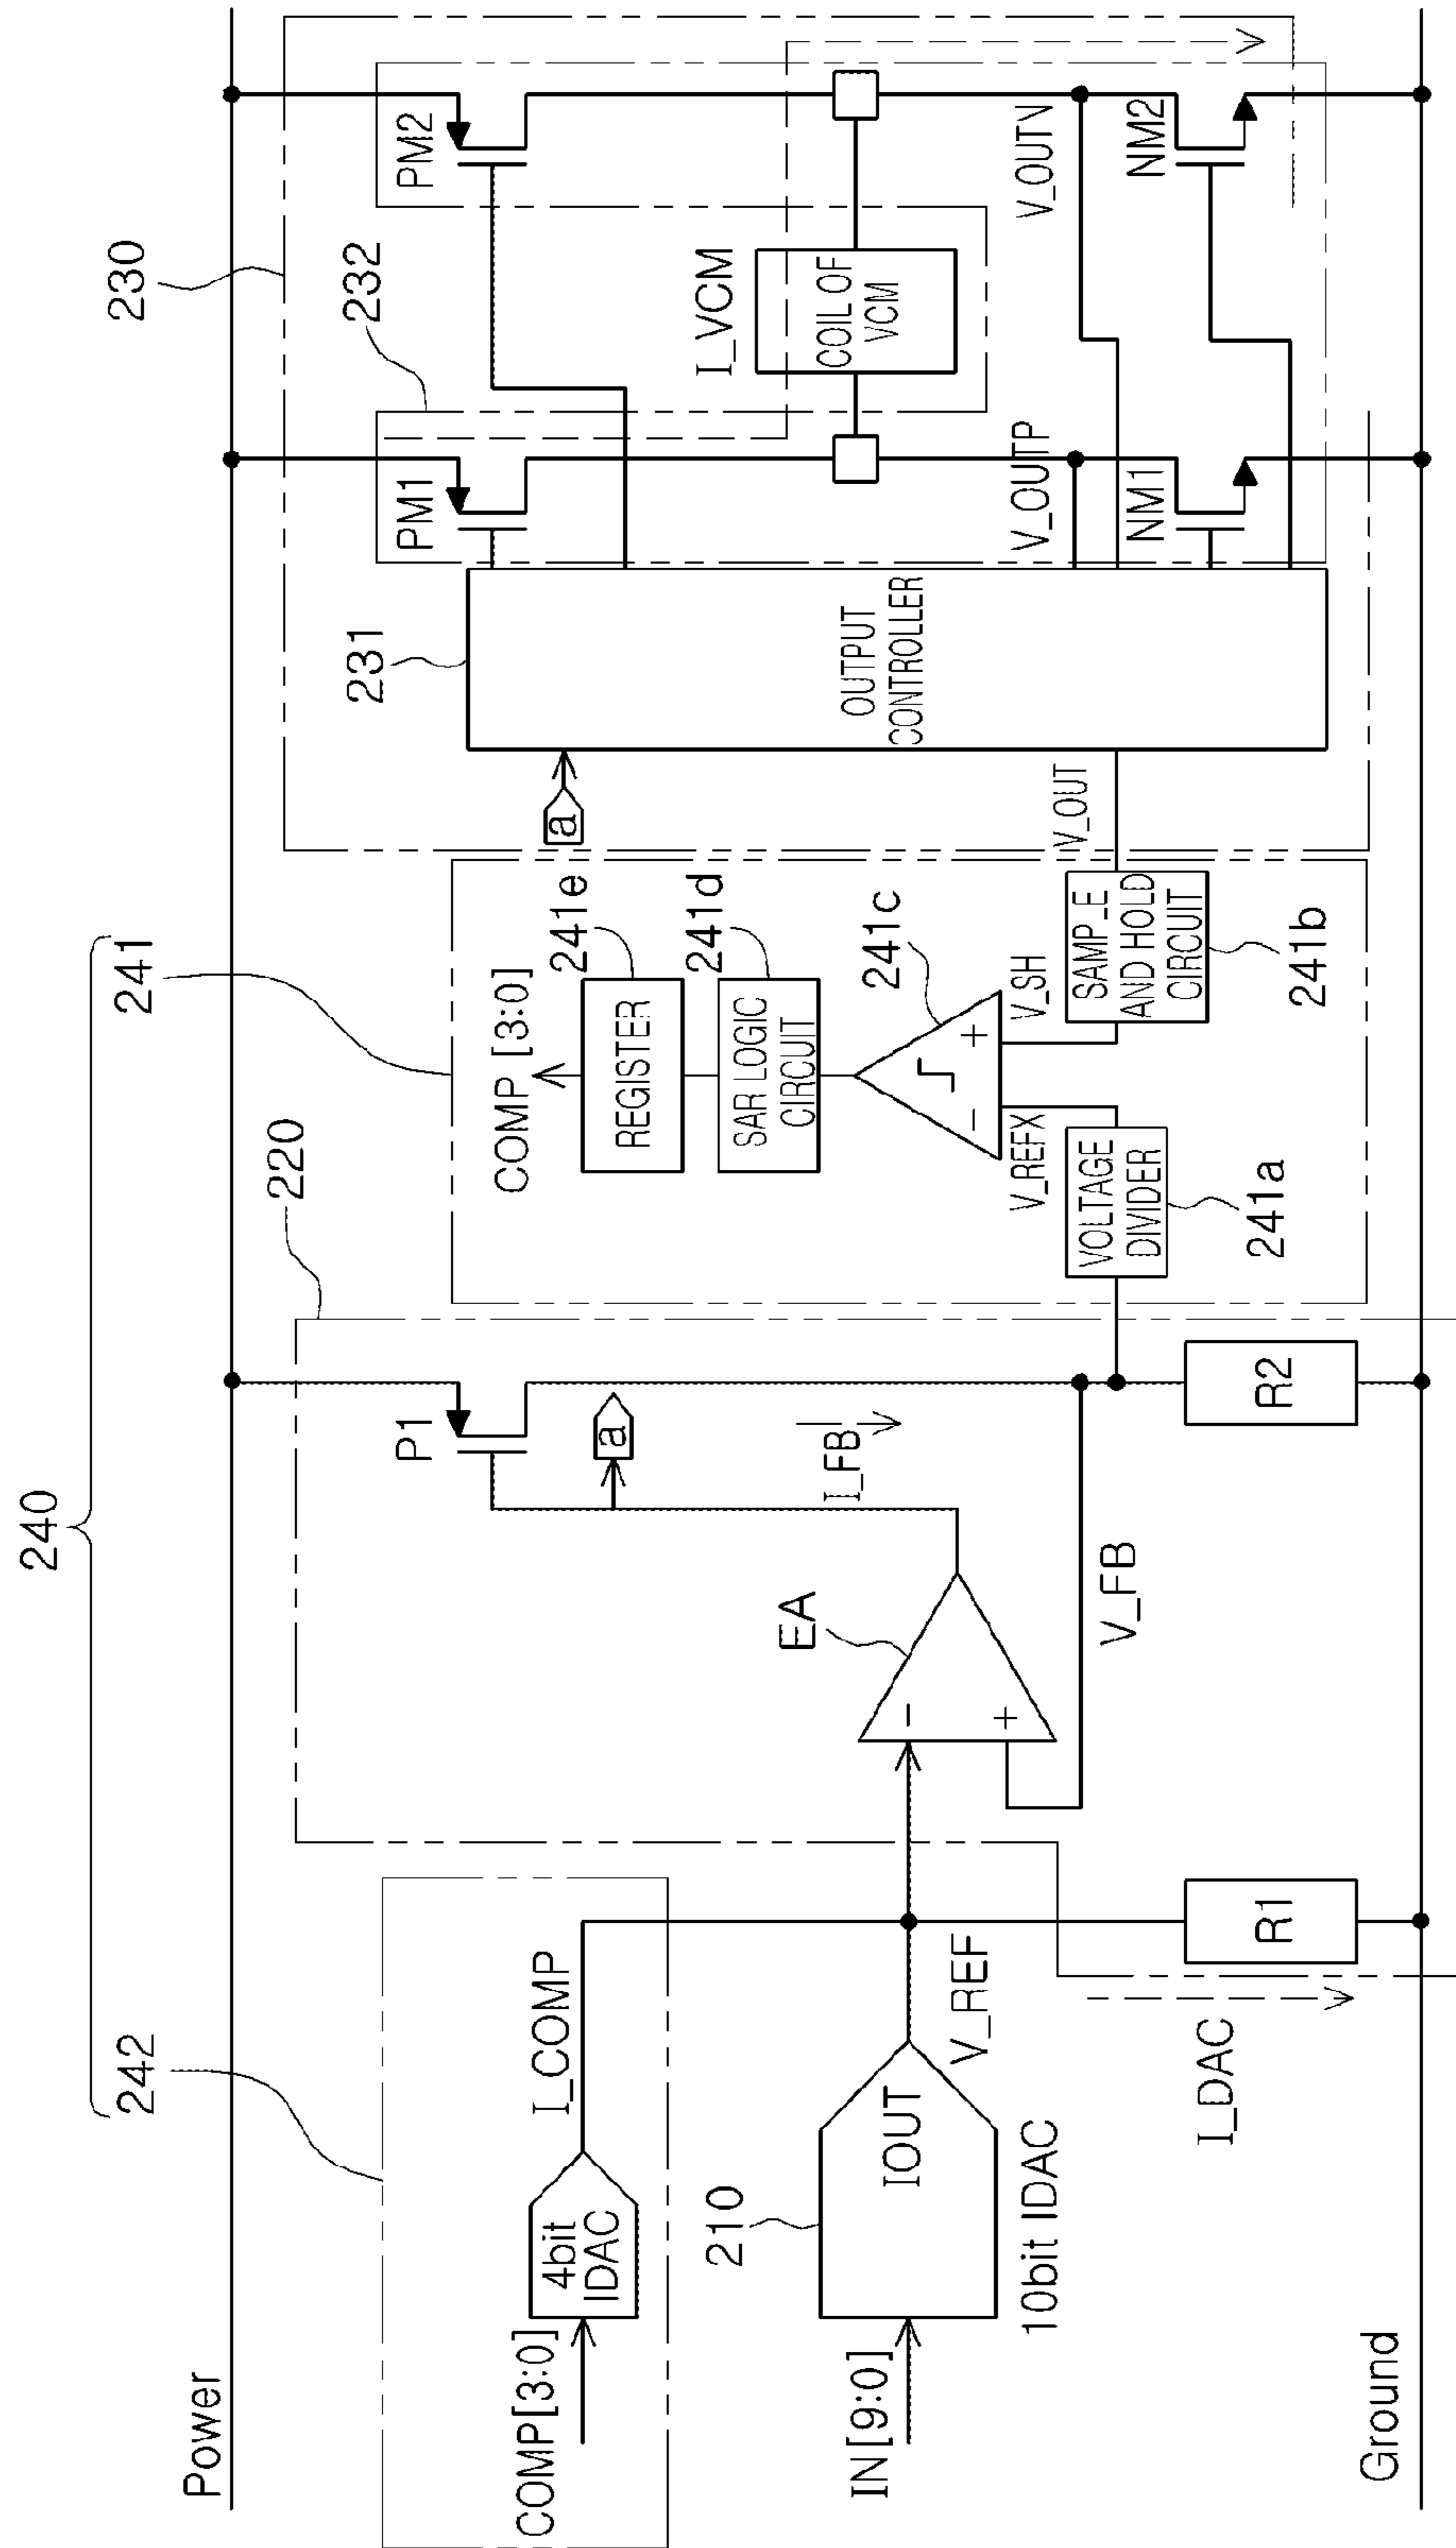 240
242
241
220
230
Power
COMP[3:0]
4bit
IDAC
I_COMP
IN[9:0]
210
IOUT
10bit IDAC
V_REF
I_DAC
R1
EA
−
+
V_FB
P1
a
I_FB
R2
COMP [3:0]
REGISTER
241e
SAR LOGIC
CIRCUIT
241d
241c
−
+
V_REFX
V_SH
VOLTAGE
DIVIDER
241a
SAMPLE
AND HOLD
CIRCUIT
241b
V_OUT
a
231
OUTPUT
CONTROLLER
232
PM1
PM2
I_VCM
COIL OF
VCM
V_OUTP
V_OUTN
NM1
NM2
Ground